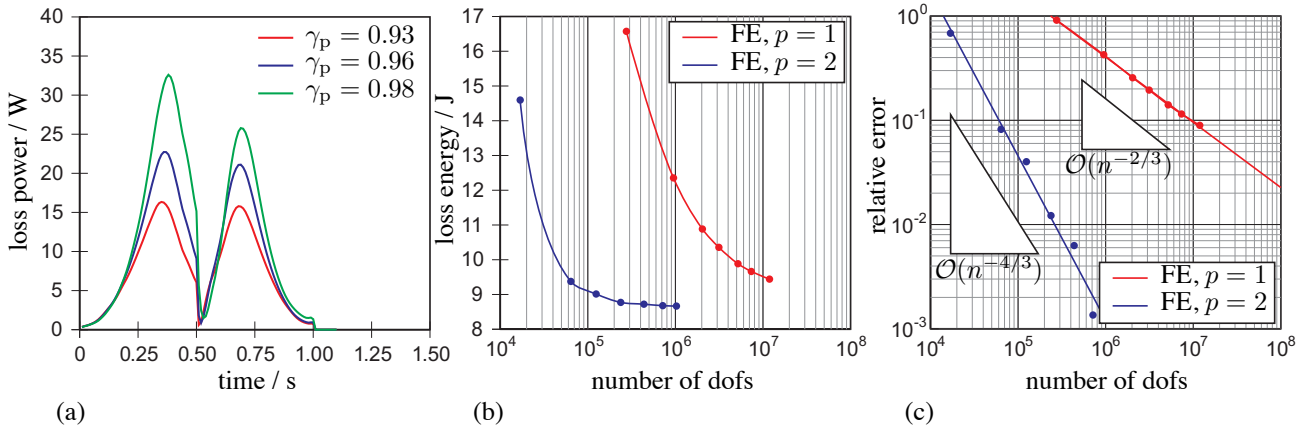 40
35
30
25
20
15
10
5
0
loss power / W
γp = 0.93
γp = 0.96
γp = 0.98
0 0.25 0.50 0.75 1.00 1.25 1.50
time / s
(a)
17
16
15
14
13
12
11
10
9
8
loss energy / J
FE, p = 1
FE, p = 2
10^4 10^5 10^6 10^7 10^8
number of dofs
(b)
10^0
10^-1
10^-2
10^-3
relative error
O(n^-2/3)
O(n^-4/3)
FE, p = 1
FE, p = 2
10^4 10^5 10^6 10^7 10^8
number of dofs
(c)